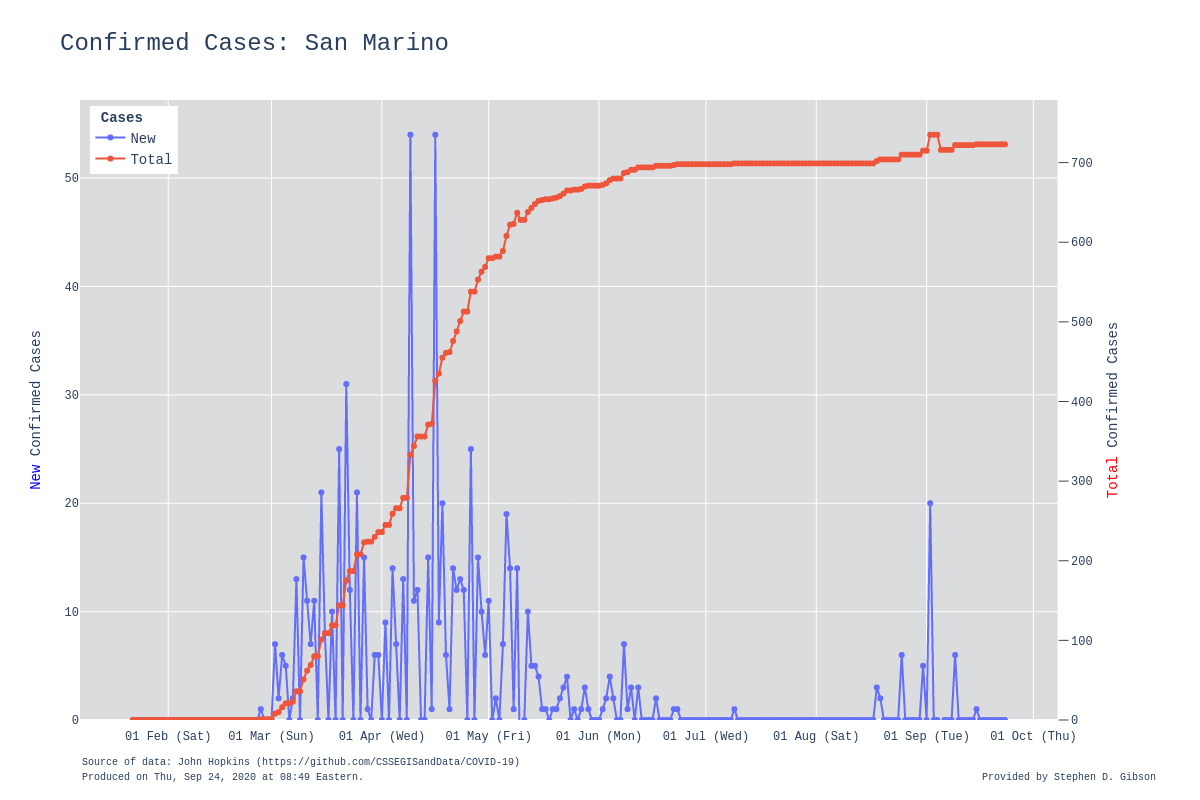 Confirmed Cases: San Marino
Cases
New
Total
50
40
30
20
10
0
700
600
500
400
300
200
100
0
New Confirmed Cases
Total Confirmed Cases
01 Feb (Sat) 01 Mar (Sun) 01 Apr (Wed) 01 May (Fri) 01 Jun (Mon) 01 Jul (Wed) 01 Aug (Sat) 01 Sep (Tue) 01 Oct (Thu)
Source of data: John Hopkins (https://github.com/CSSEGISandData/COVID-19)
Produced on Thu, Sep 24, 2020 at 08:49 Eastern.
Provided by Stephen D. Gibson